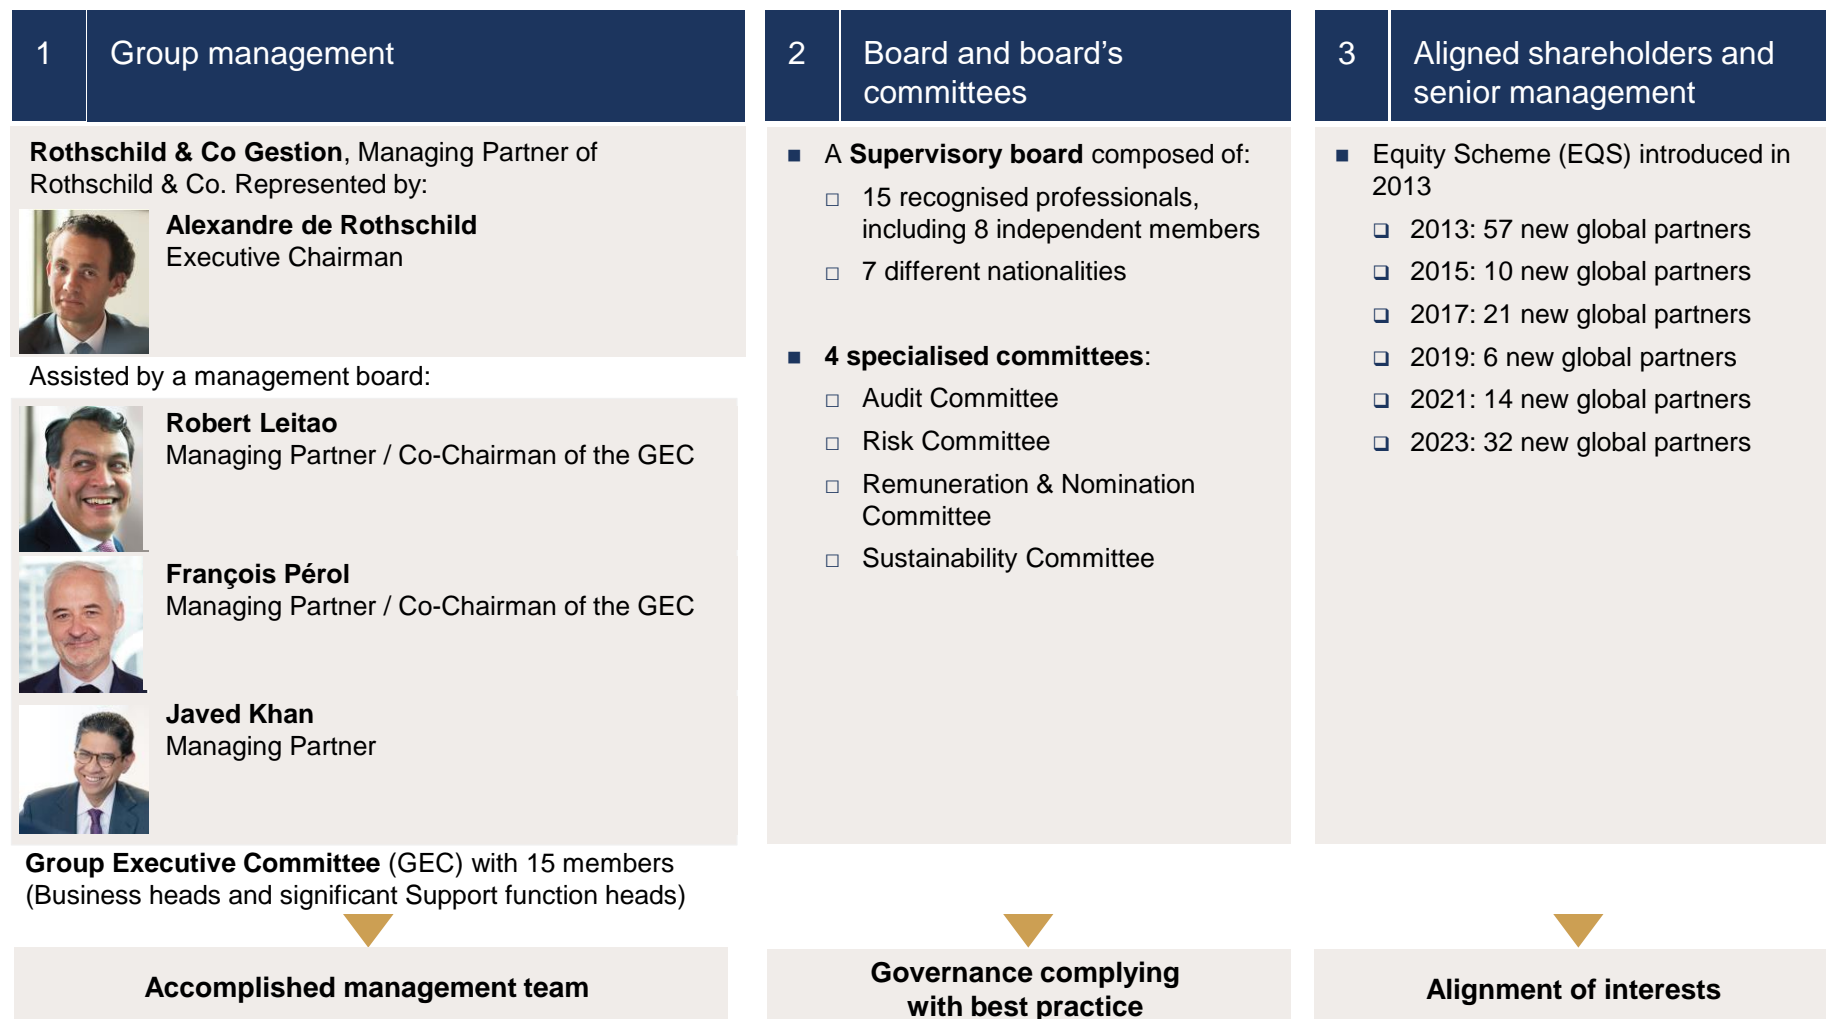 1
Group management
Rothschild & Co Gestion, Managing Partner of
Rothschild & Co. Represented by:
Alexandre de Rothschild
Executive Chairman
Assisted by a management board:
Robert Leitao
Managing Partner / Co-Chairman of the GEC
François Pérol
Managing Partner / Co-Chairman of the GEC
Javed Khan
Managing Partner
Group Executive Committee (GEC) with 15 members
(Business heads and significant Support function heads)
Accomplished management team
2
Board and board’s
committees
A Supervisory board composed of:
15 recognised professionals,
including 8 independent members
7 different nationalities
4 specialised committees:
Audit Committee
Risk Committee
Remuneration & Nomination
Committee
Sustainability Committee
Governance complying
with best practice
3
Aligned shareholders and
senior management
Equity Scheme (EQS) introduced in
2013
2013: 57 new global partners
2015: 10 new global partners
2017: 21 new global partners
2019: 6 new global partners
2021: 14 new global partners
2023: 32 new global partners
Alignment of interests